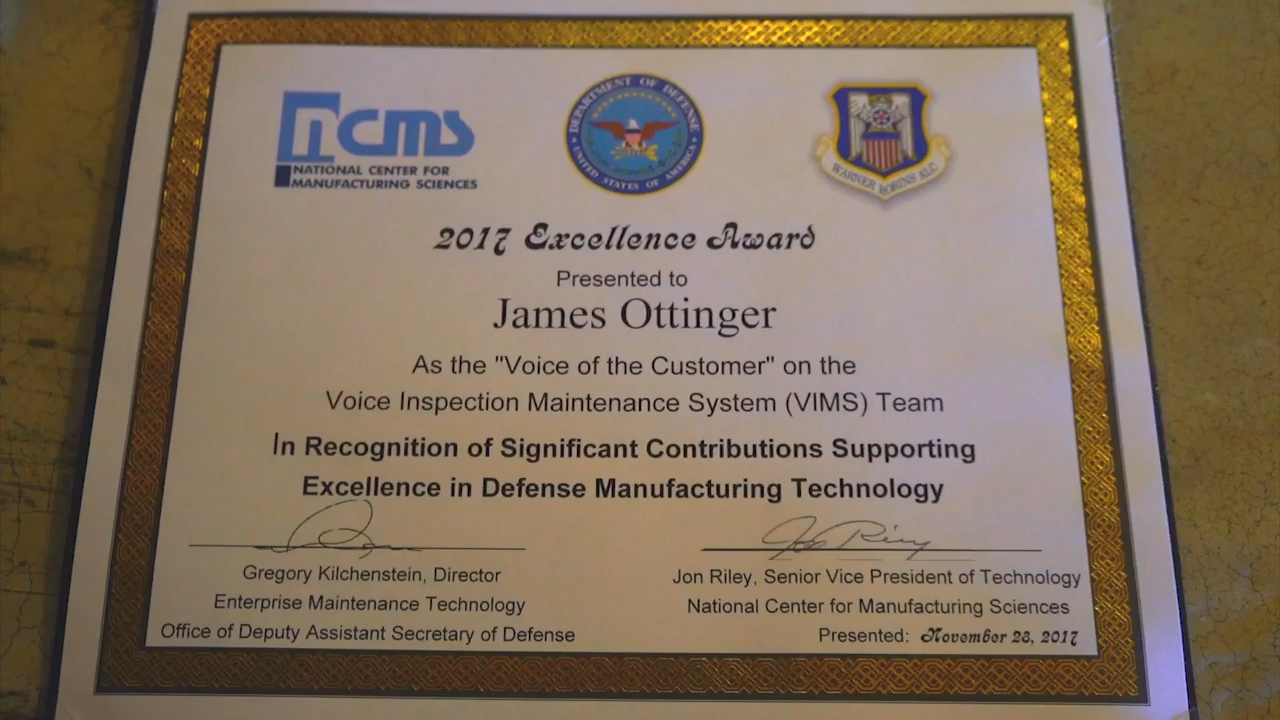 ncms
NATIONAL CENTER FOR
MANUFACTURING SCIENCES
DEPARTMENT OF DEFENSE
UNITED STATES OF AMERICA
WARNER ROBINS ALC
2017 Excellence Award
Presented to
James Ottinger
As the "Voice of the Customer" on the
Voice Inspection Maintenance System (VIMS) Team
In Recognition of Significant Contributions Supporting
Excellence in Defense Manufacturing Technology
Gregory Kilchenstein, Director
Enterprise Maintenance Technology
Office of Deputy Assistant Secretary of Defense
Jon Riley, Senior Vice President of Technology
National Center for Manufacturing Sciences
Presented: November 28, 2017